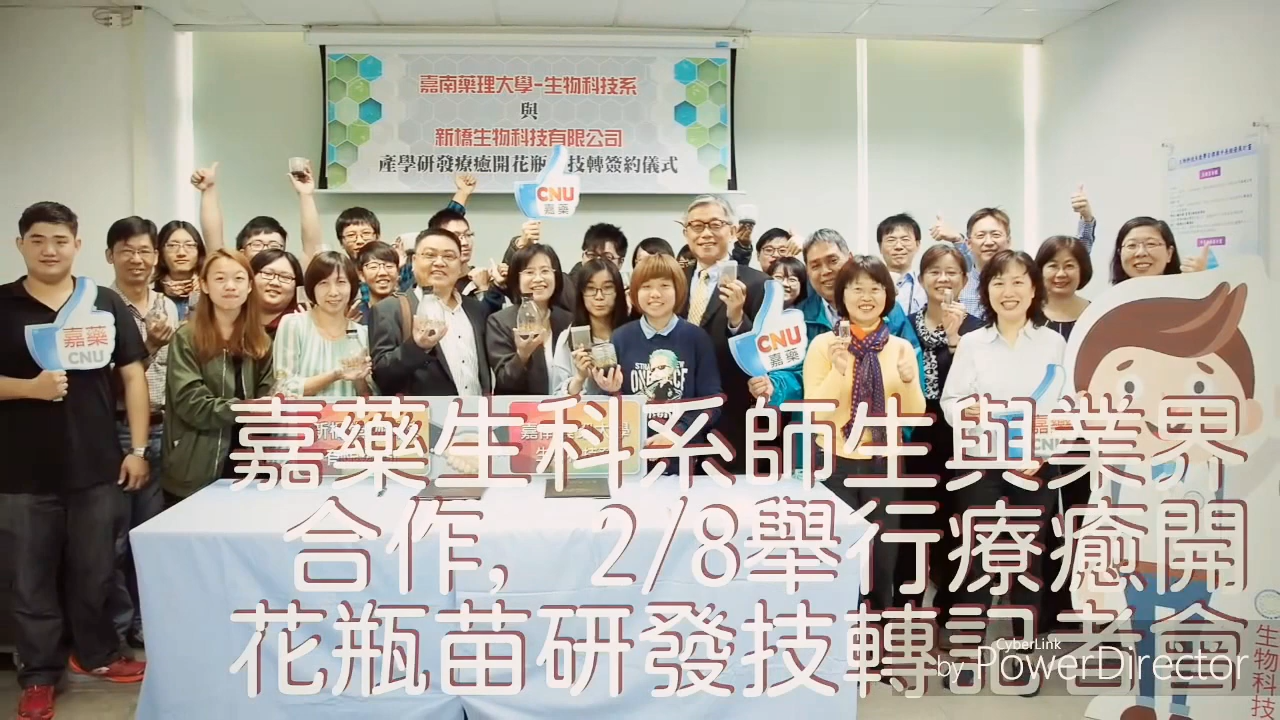 嘉南藥理大學-生物科技系
與
新橋生物科技有限公司
產學研發療癒開花瓶 技轉簽約儀式
CNU
嘉藥
嘉藥
CNU
CNU
嘉藥
嘉藥
CNU
嘉藥生科系師生與業界
合作, 2/8舉行療癒開
花瓶苗研發技轉記者會
CyberLink
by PowerDirector
生物科技